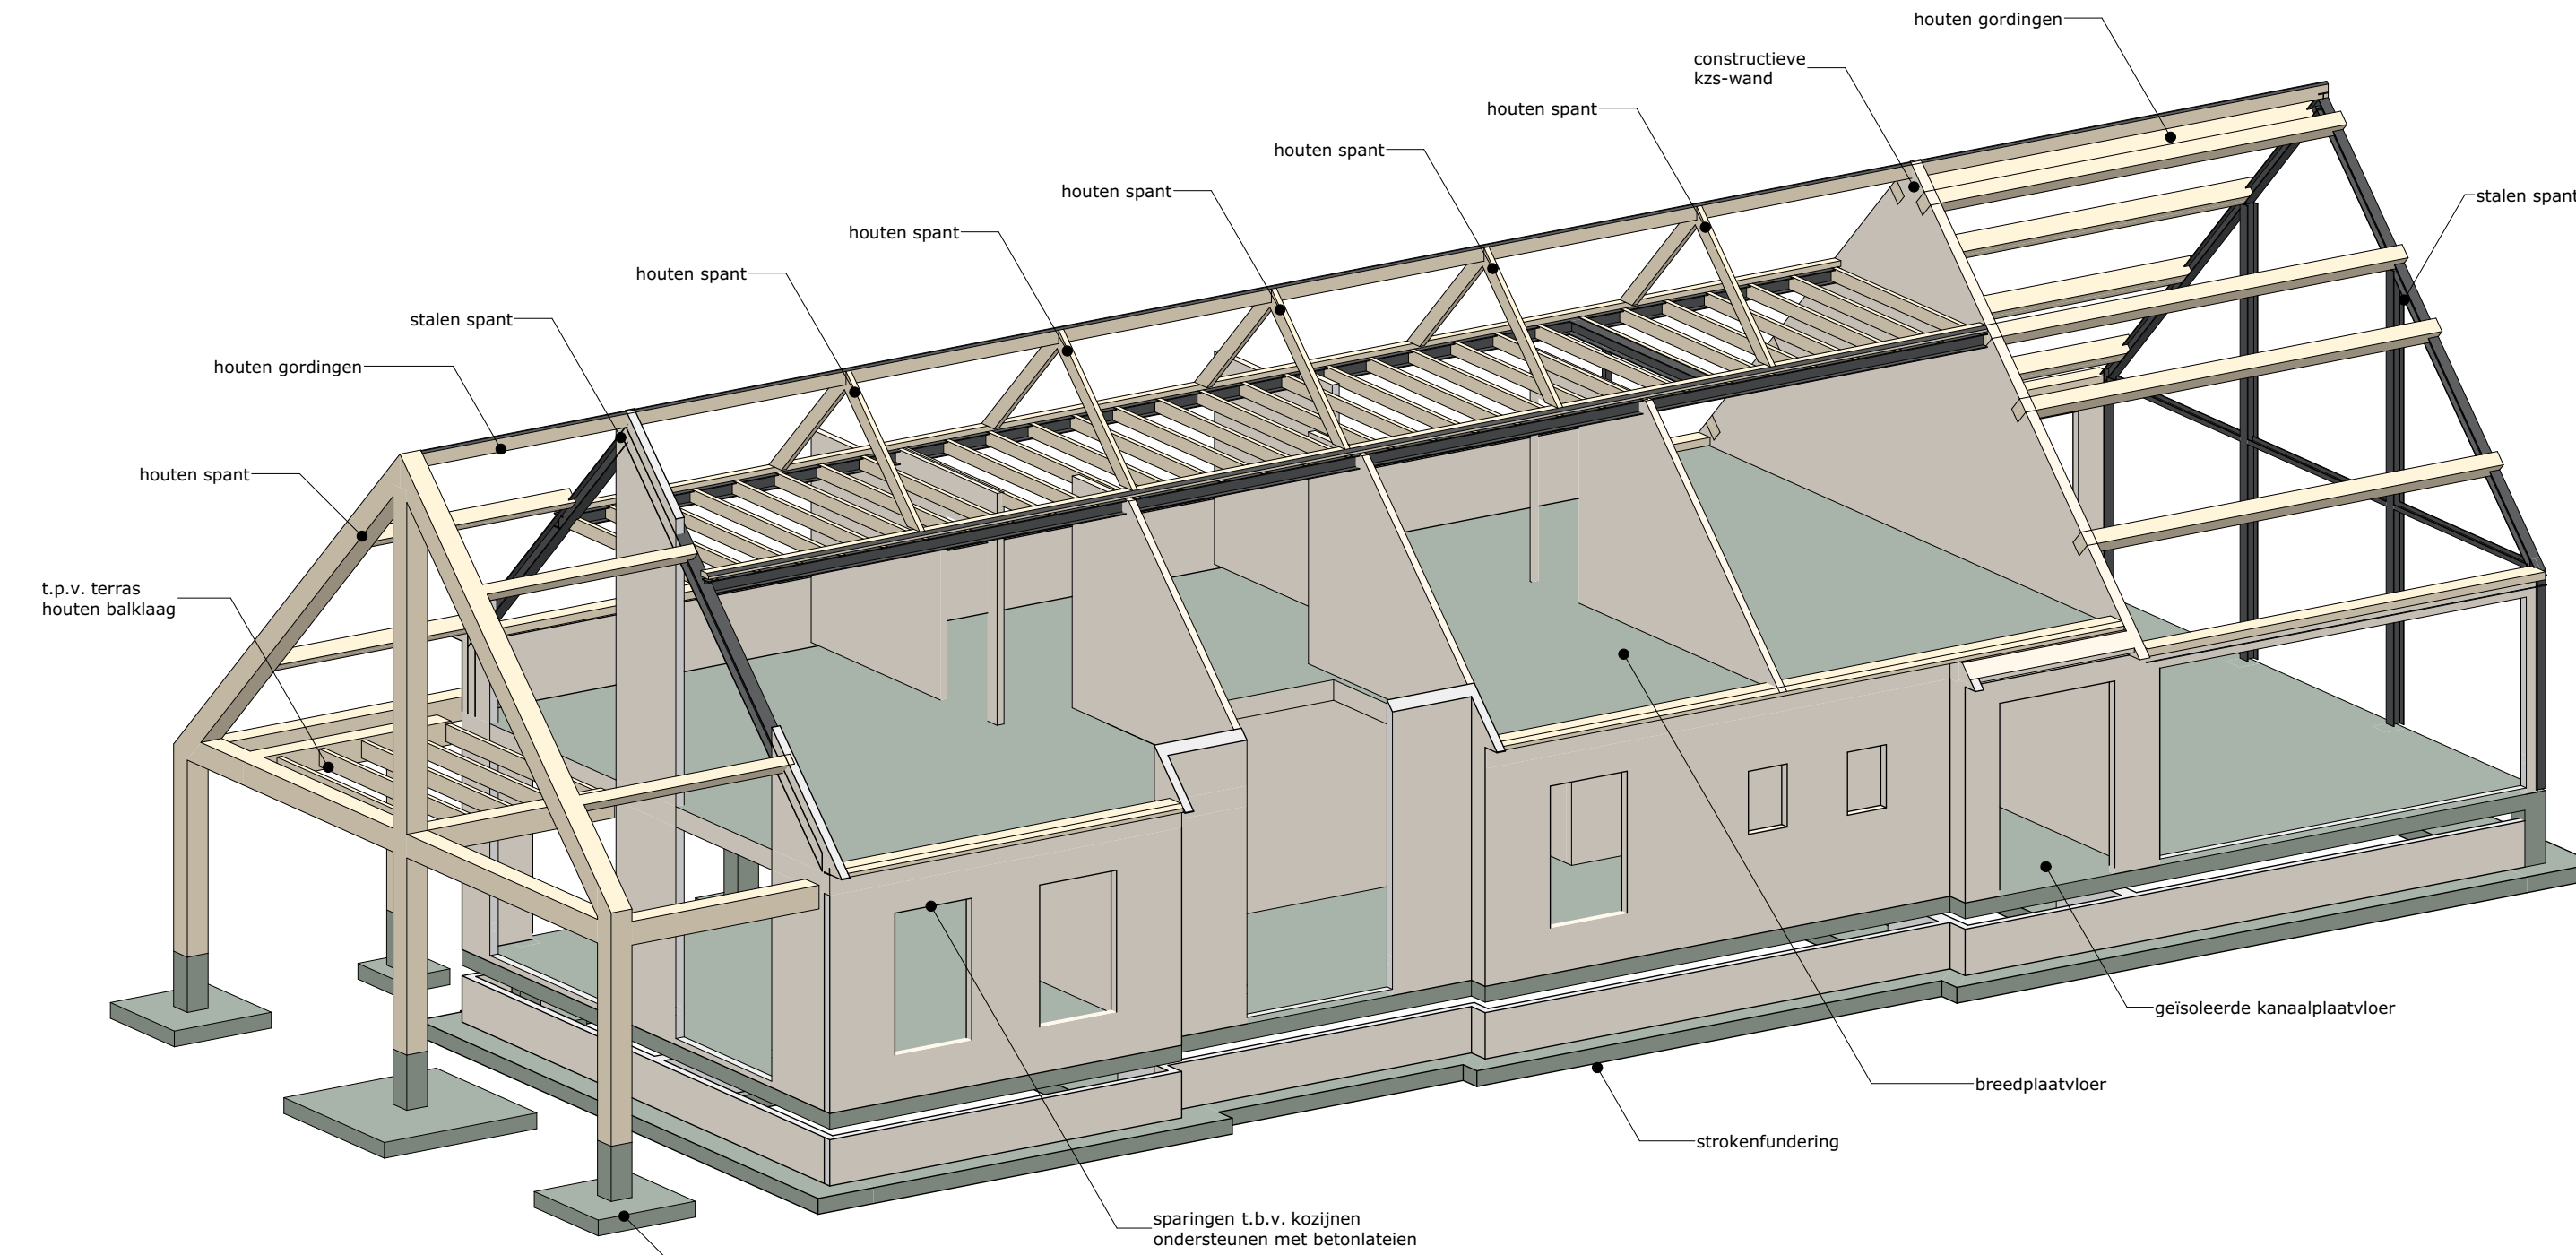 houten gordingen
constructieve
kzs-wand
houten spant
houten spant
houten spant
houten spant
houten spant
stalen spant
stalen spant
houten gordingen
houten spant
t.p.v. terras
houten balklaag
geïsoleerde kanaalplaatvloer
breedplaatvloer
strokenfundering
sparingen t.b.v. kozijnen
ondersteunen met betonlateien